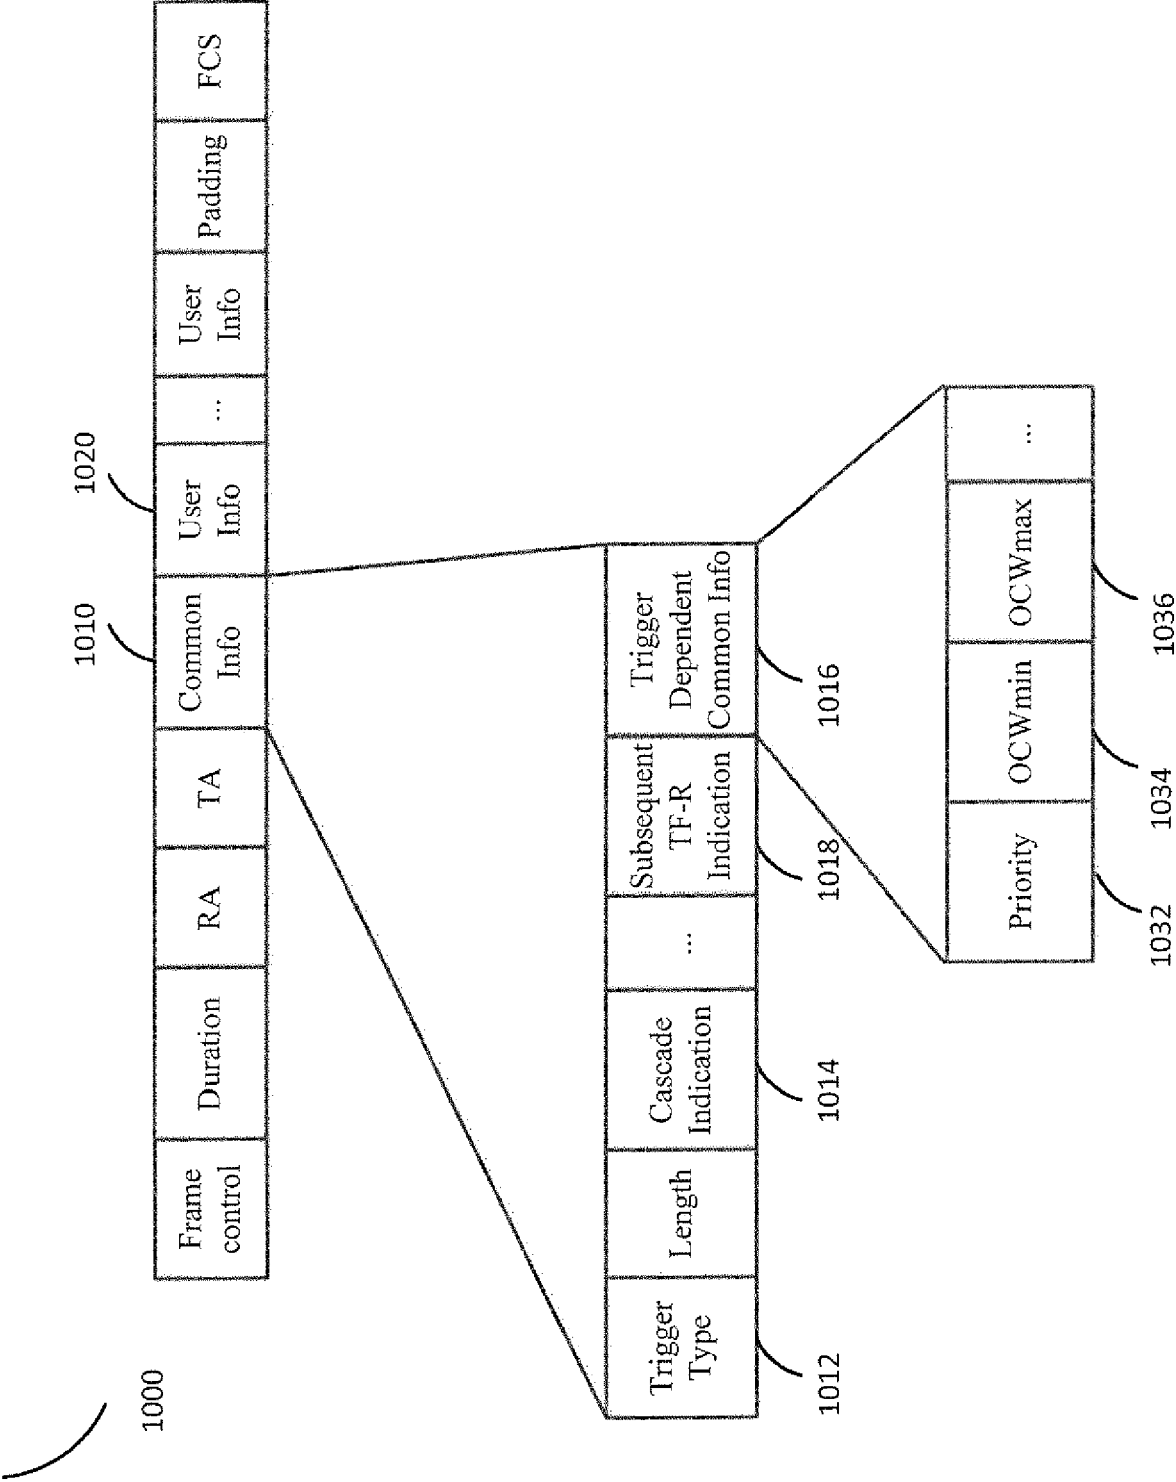 1000
1010
1020
Frame
control
Duration
RA
TA
Common
Info
User
Info
...
User
Info
Padding
FCS
Trigger
Type
Length
Cascade
Indication
...
Subsequent
TF-R
Indication
Trigger
Dependent
Common Info
1012
1014
1018
1016
Priority
OCWmin
OCWmax
...
1032
1034
1036